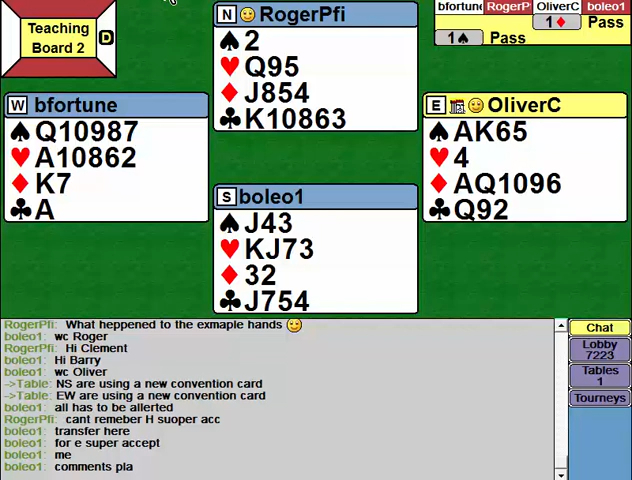 Teaching
Board 2
D
N RogerPfi
♠ 2
♥ Q95
♦ J854
♣ K10863
bfortune RogerP OliverC boleo1
1♦ Pass
1♠ Pass
W bfortune
♠ Q10987
♥ A10862
♦ K7
♣ A
E OliverC
♠ AK65
♥ 4
♦ AQ1096
♣ Q92
S boleo1
♠ J43
♥ KJ73
♦ 32
♣ J754
RogerPfi: What heppened to the exmaple hands
boleo1: wc Roger
RogerPfi: Hi Clement
boleo1: Hi Barry
boleo1: wc Oliver
->Table: NS are using a new convention card
->Table: EW are using a new convention card
boleo1: all has to be allerted
RogerPfi: cant remeber H suoper acc
boleo1: transfer here
boleo1: for e super accept
boleo1: me
boleo1: comments pla
Chat
Lobby
7223
Tables
1
Tourneys